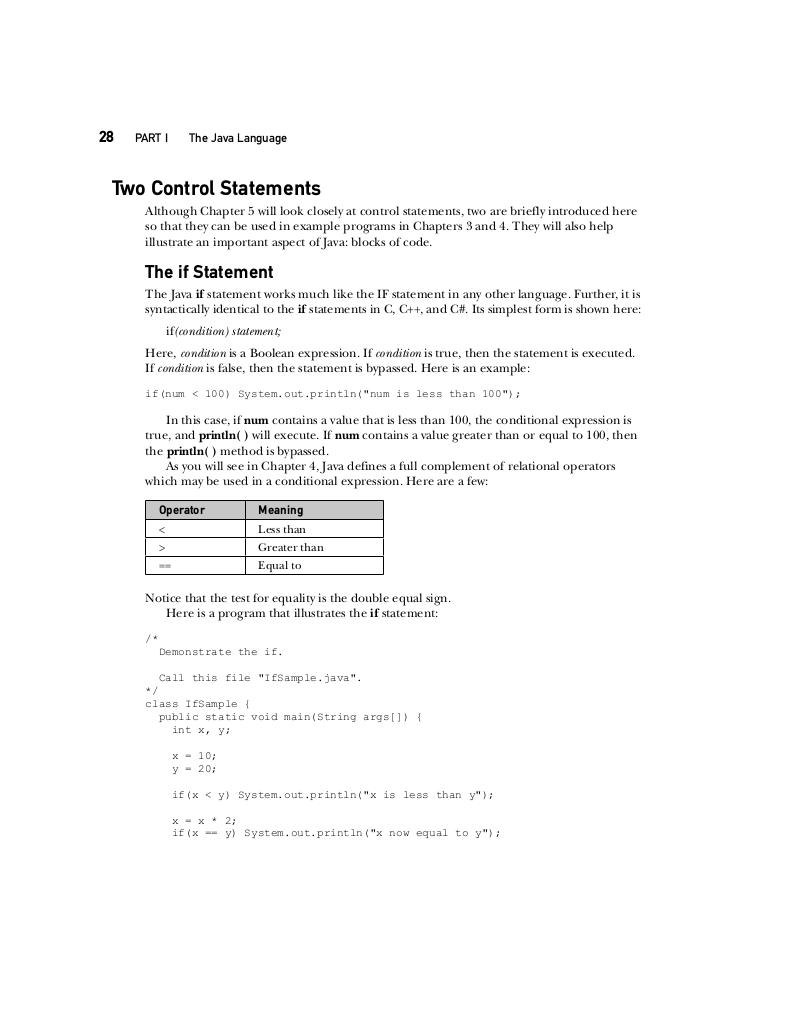 28 PART I The Java Language
Two Control Statements
Although Chapter 5 will look closely at control statements, two are briefly introduced here
so that they can be used in example programs in Chapters 3 and 4. They will also help
illustrate an important aspect of Java: blocks of code.
The if Statement
The Java if statement works much like the IF statement in any other language. Further, it is
syntactically identical to the if statements in C, C++, and C#. Its simplest form is shown here:
if(condition) statement;
Here, condition is a Boolean expression. If condition is true, then the statement is executed.
If condition is false, then the statement is bypassed. Here is an example:
if(num < 100) System.out.println("num is less than 100");
In this case, if num contains a value that is less than 100, the conditional expression is
true, and println( ) will execute. If num contains a value greater than or equal to 100, then
the println( ) method is bypassed.
As you will see in Chapter 4, Java defines a full complement of relational operators
which may be used in a conditional expression. Here are a few:
Operator Meaning
< Less than
> Greater than
== Equal to
Notice that the test for equality is the double equal sign.
Here is a program that illustrates the if statement:
/*
Demonstrate the if.
Call this file "IfSample.java".
*/
class IfSample {
public static void main(String args[]) {
int x, y;
x = 10;
y = 20;
if(x < y) System.out.println("x is less than y");
x = x * 2;
if(x == y) System.out.println("x now equal to y");